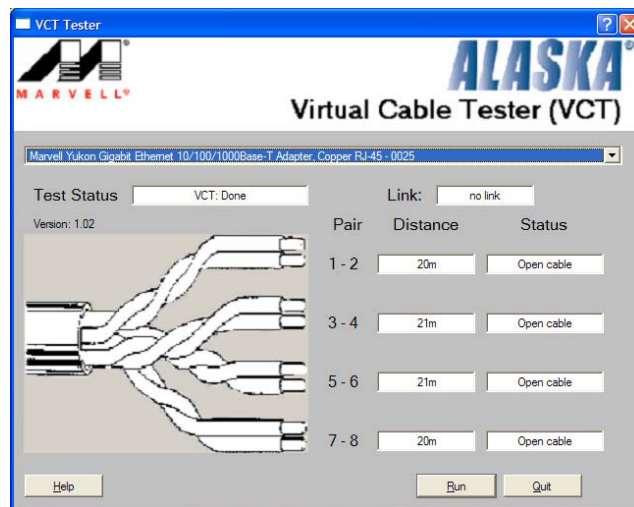 VCT Tester
MARVELL®
ALASKA®
Virtual Cable Tester (VCT)
Marvell Yukon Gigabit Ethernet 10/100/1000Base-T Adapter, Copper RJ-45 - 0025
Test Status VCT: Done Link: no link
Version: 1.02
Pair Distance Status
1 - 2 20m Open cable
3 - 4 21m Open cable
5 - 6 21m Open cable
7 - 8 20m Open cable
Help Run Quit